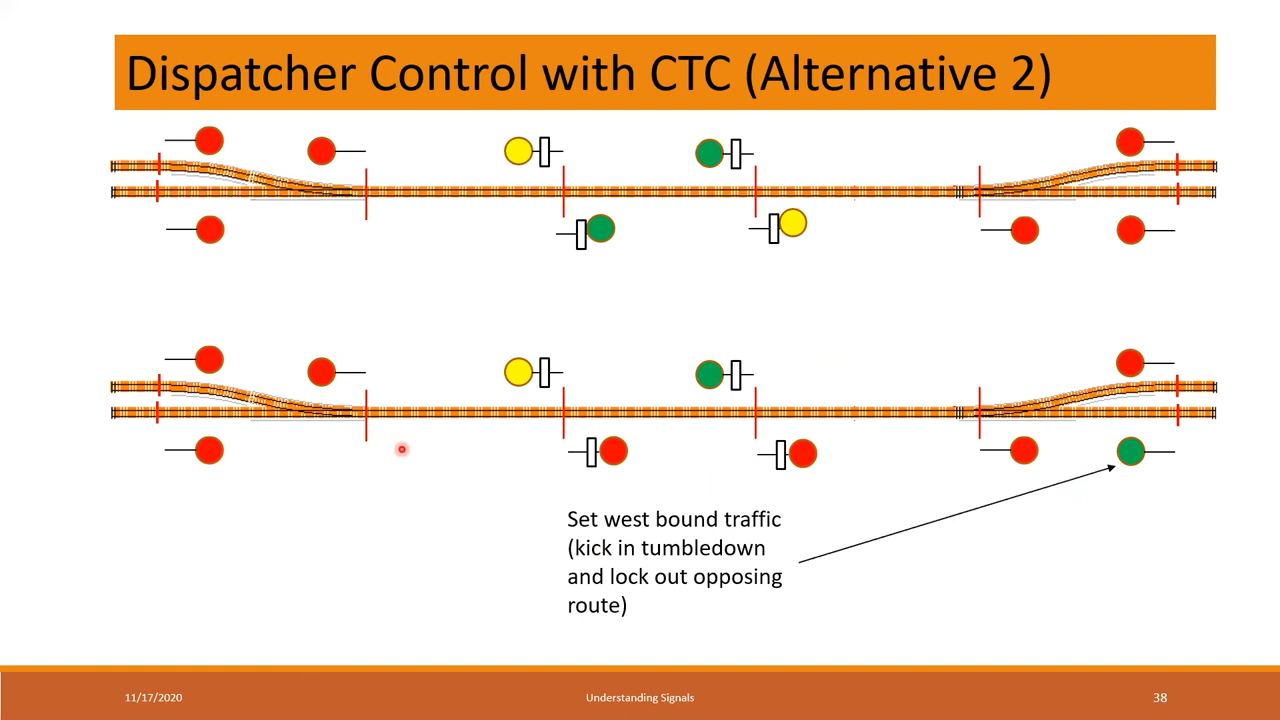 Dispatcher Control with CTC (Alternative 2)
Set west bound traffic
(kick in tumbledown
and lock out opposing
route)
11/17/2020
Understanding Signals
38